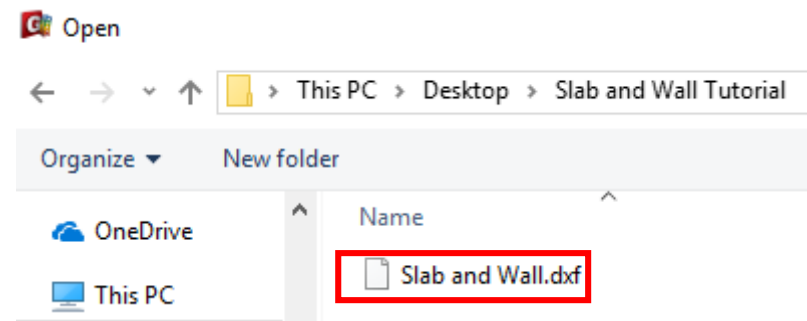 Open
This PC > Desktop > Slab and Wall Tutorial
Organize New folder
OneDrive
Name
Slab and Wall.dxf
This PC